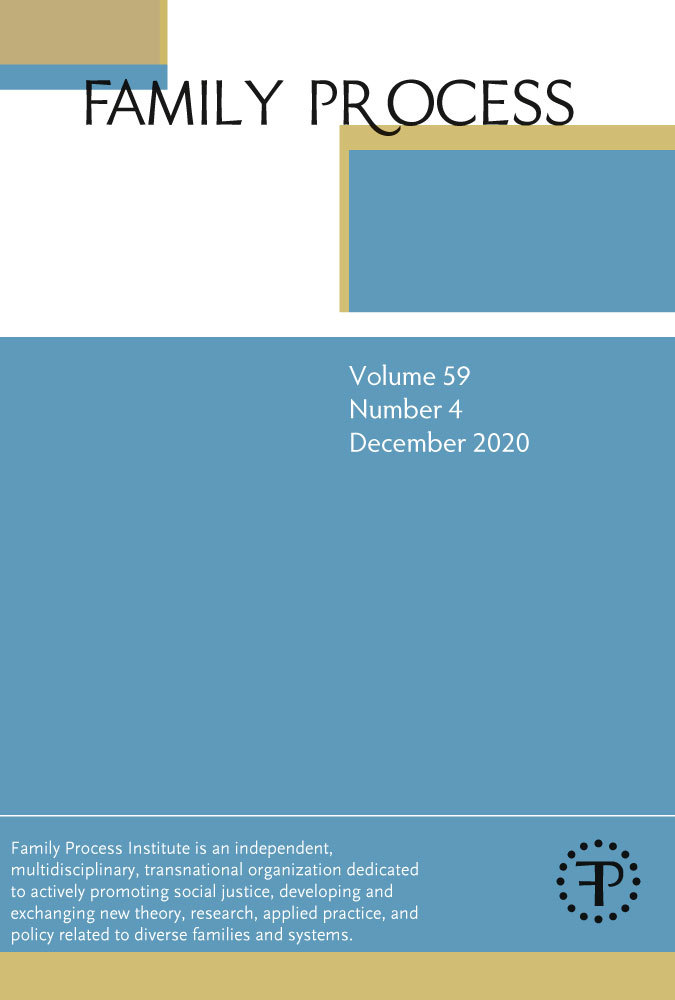 FAMILY PROCESS
Volume 59
Number 4
December 2020
Family Process Institute is an independent,
multidisciplinary, transnational organization dedicated
to actively promoting social justice, developing and
exchanging new theory, research, applied practice, and
policy related to diverse families and systems.
FP